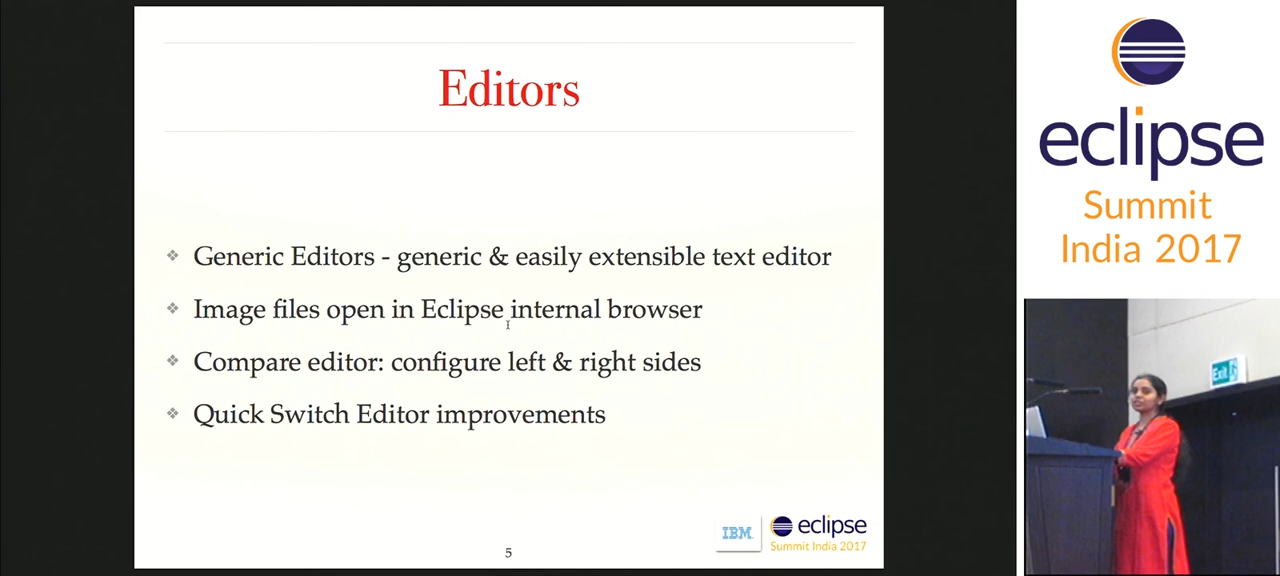 Editors
❖ Generic Editors - generic & easily extensible text editor
❖ Image files open in Eclipse internal browser
❖ Compare editor: configure left & right sides
❖ Quick Switch Editor improvements
5
IBM
eclipse
Summit India 2017
eclipse
Summit
India 2017
Exit